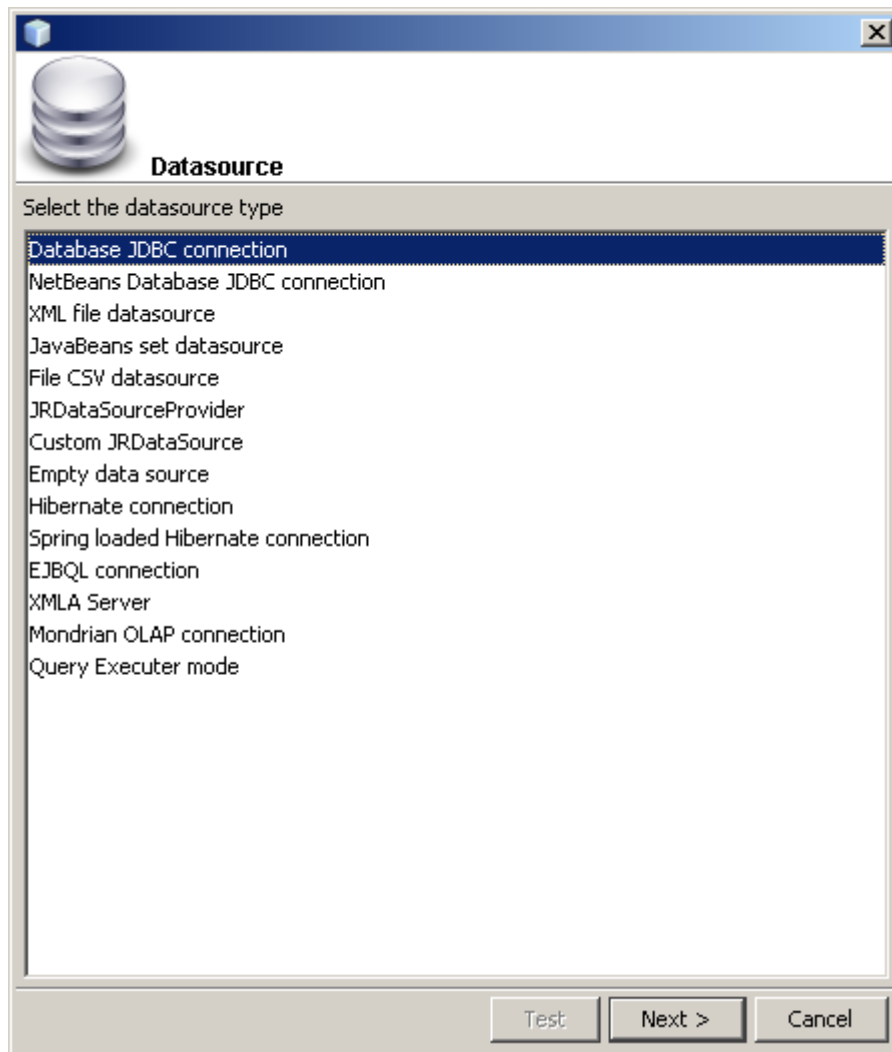 Datasource
Select the datasource type
Database JDBC connection
NetBeans Database JDBC connection
XML file datasource
JavaBeans set datasource
File CSV datasource
JRDataSourceProvider
Custom JRDataSource
Empty data source
Hibernate connection
Spring loaded Hibernate connection
EJBQL connection
XMLA Server
Mondrian OLAP connection
Query Executer mode
Test Next > Cancel